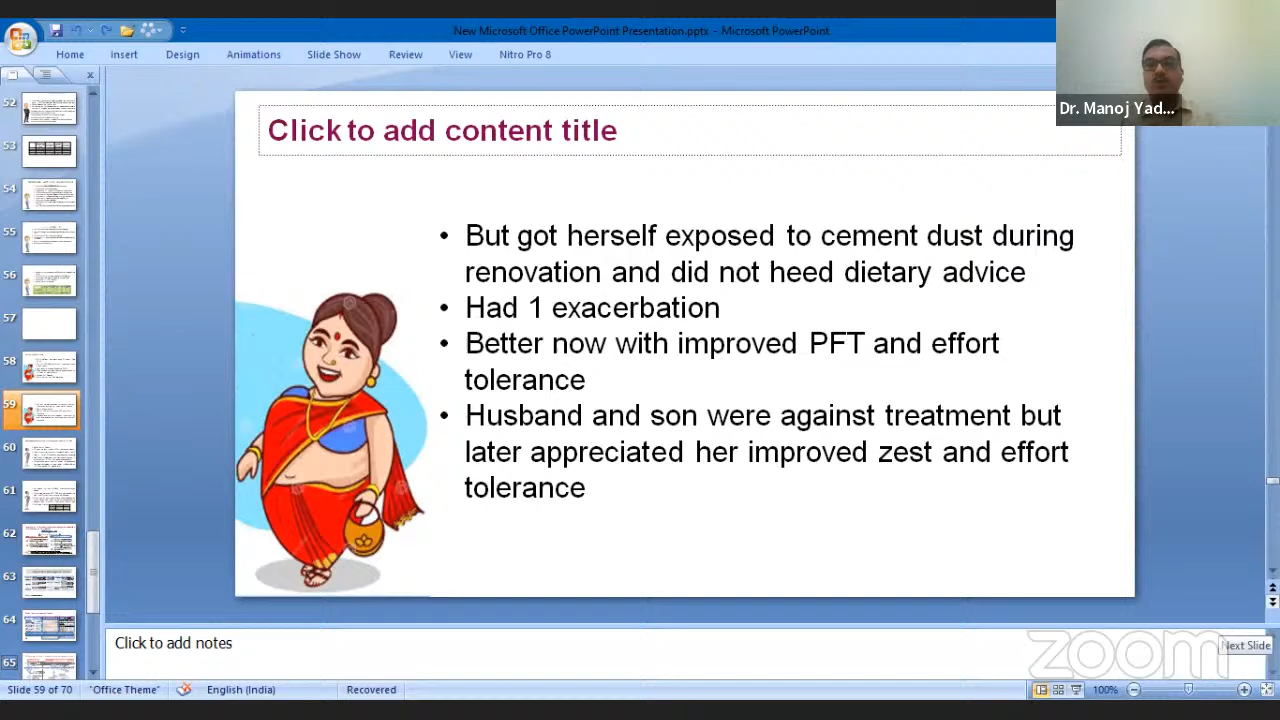 New Microsoft Office PowerPoint Presentation.pptx - Microsoft PowerPoint
Home Insert Design Animations Slide Show Review View Nitro Pro 8
Dr. Manoj Yad...
52
53
54
55
56
57
58
59
60
61
62
63
64
65
Click to add content title
• But got herself exposed to cement dust during
renovation and did not heed dietary advice
• Had 1 exacerbation
• Better now with improved PFT and effort
tolerance
• Husband and son were against treatment but
later appreciated her improved zest and effort
tolerance
Click to add notes
zoom
Next Slide
Slide 59 of 70 "Office Theme" English (India) Recovered 100%